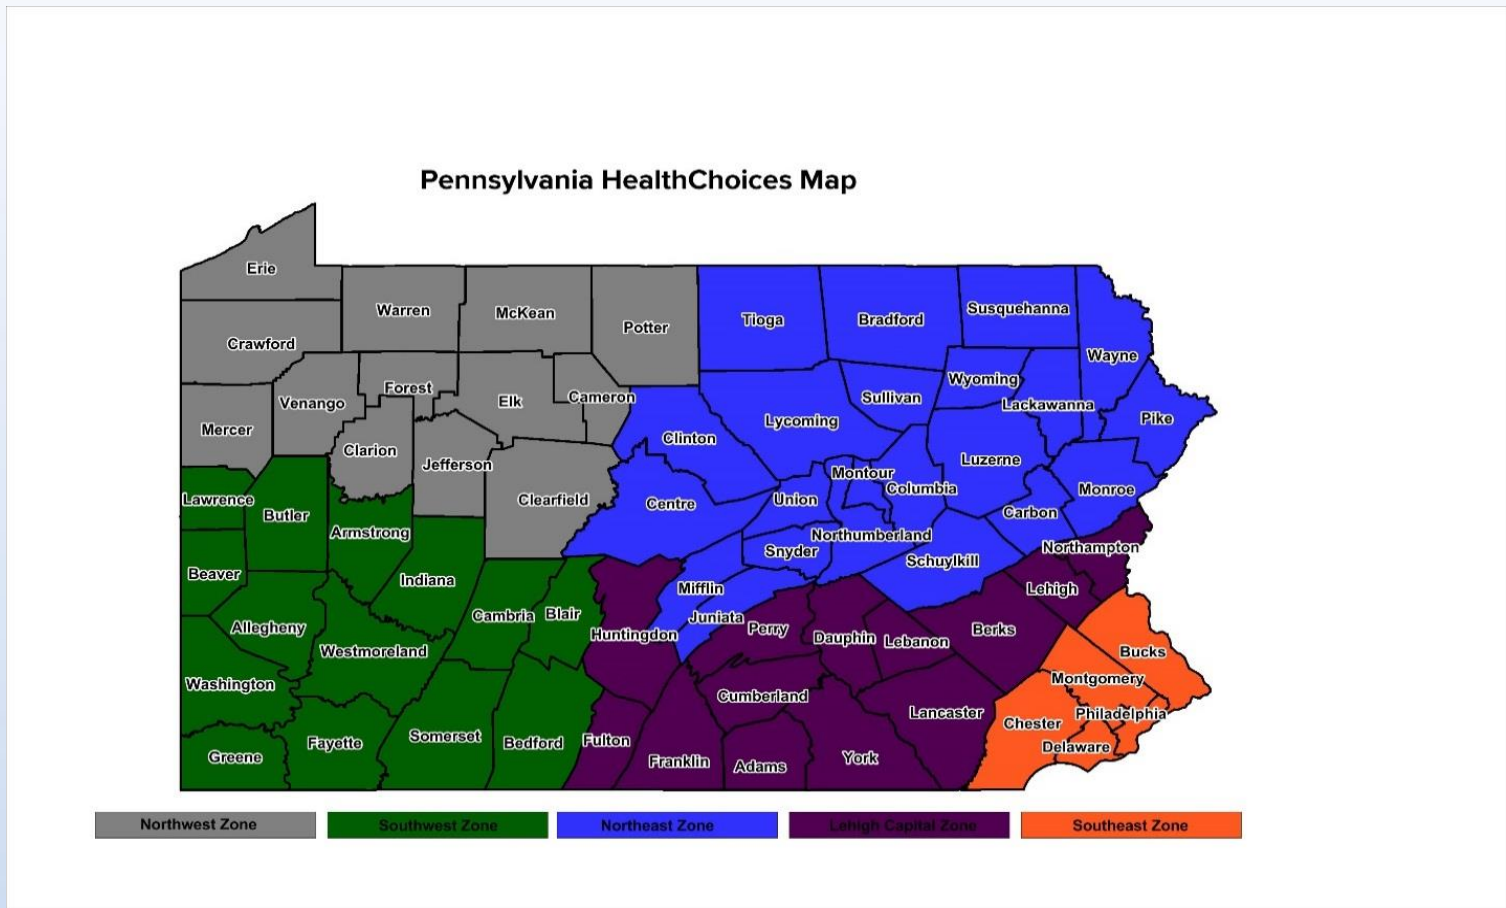 Pennsylvania HealthChoices Map
Erie
Warren
McKean
Potter
Tioga
Bradford
Susquehanna
Wayne
Crawford
Forest
Elk
Cameron
Venango
Mercer
Clarion
Jefferson
Clearfield
Clinton
Lycoming
Sullivan
Wyoming
Lackawanna
Pike
Luzerne
Monroe
Montour
Columbia
Union
Centre
Carbon
Northumberland
Snyder
Schuylkill
Northampton
Lehigh
Lawrence
Butler
Armstrong
Beaver
Indiana
Cambria
Blair
Mifflin
Juniata
Huntingdon
Perry
Dauphin
Lebanon
Berks
Bucks
Montgomery
Allegheny
Westmoreland
Washington
Cumberland
Lancaster
Chester
Philadelphia
Delaware
Greene
Fayette
Somerset
Bedford
Fulton
Franklin
Adams
York
Northwest Zone
Southwest Zone
Northeast Zone
Lehigh Capital Zone
Southeast Zone